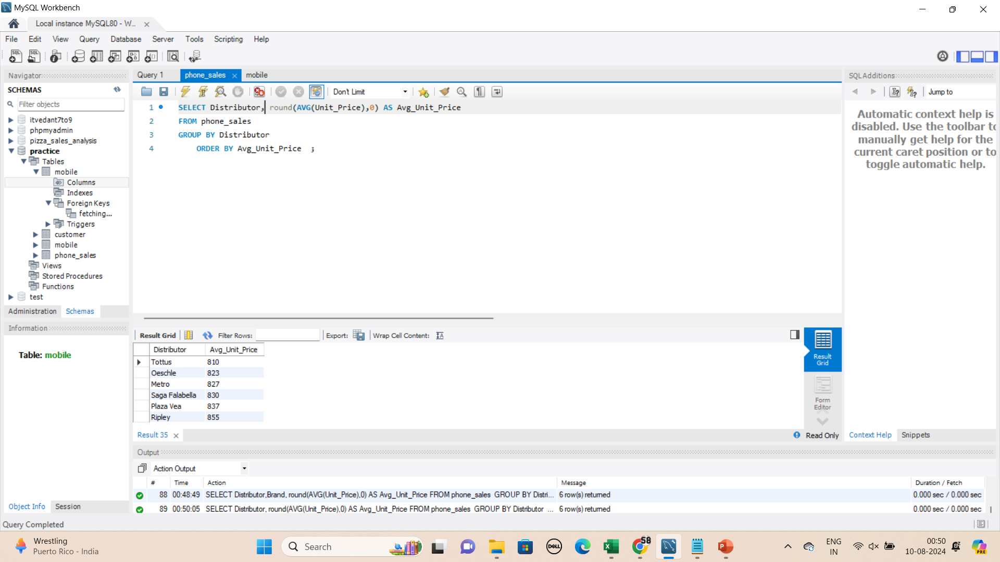 MySQL Workbench
Local instance MySQL80 - W...
File Edit View Query Database Server Tools Scripting Help
Navigator
SCHEMAS
Filter objects
itvedant7to9
phpmyadmin
pizza_sales_analysis
practice
Tables
mobile
Columns
Indexes
Foreign Keys
fetching...
Triggers
customer
mobile
phone_sales
Views
Stored Procedures
Functions
test
Administration Schemas
Information
Table: mobile
Object Info Session
Query Completed
Query 1 phone_sales mobile
Don't Limit
1 SELECT Distributor, round(AVG(Unit_Price),0) AS Avg_Unit_Price
2 FROM phone_sales
3 GROUP BY Distributor
4 ORDER BY Avg_Unit_Price ;
Result Grid Filter Rows: Export: Wrap Cell Content:
Distributor Avg_Unit_Price
Tottus 810
Oeschle 823
Metro 827
Saga Falabella 830
Plaza Vea 837
Ripley 855
Result Grid
Form Editor
Result 35
Read Only
SQLAdditions
Jump to
Automatic context help is
disabled. Use the toolbar to
manually get help for the
current caret position or to
toggle automatic help.
Context Help Snippets
Output
Action Output
# Time Action Message Duration / Fetch
88 00:48:49 SELECT Distributor,Brand, round(AVG(Unit_Price),0) AS Avg_Unit_Price FROM phone_sales GROUP BY Distri... 6 row(s) returned 0.000 sec / 0.000 sec
89 00:50:05 SELECT Distributor, round(AVG(Unit_Price),0) AS Avg_Unit_Price FROM phone_sales GROUP BY Distributor ... 6 row(s) returned 0.000 sec / 0.000 sec
Wrestling
Puerto Rico - India
Search
DELL
58
ENG
IN
00:50
10-08-2024
PRE